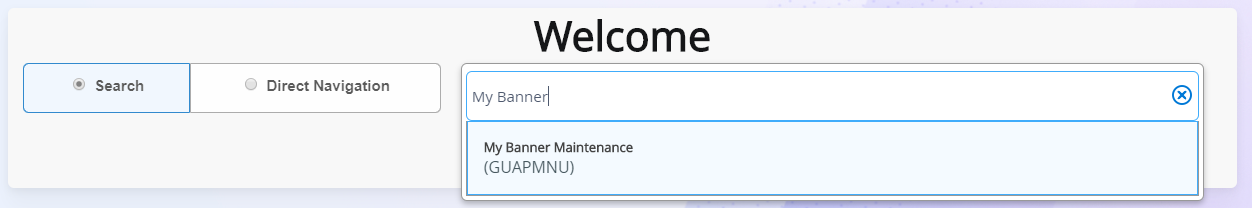 Welcome
Search
Direct Navigation
My Banner
My Banner Maintenance
(GUAPMNU)